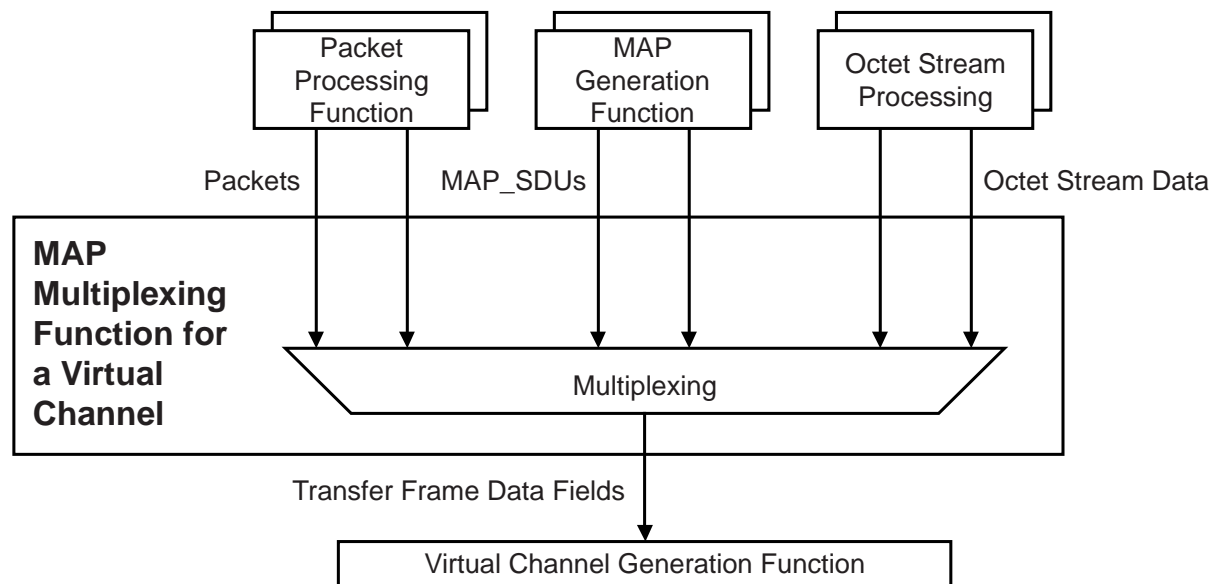 Packet
Processing
Function
MAP
Generation
Function
Octet Stream
Processing
Packets
MAP_SDUs
Octet Stream Data
MAP
Multiplexing
Function for
a Virtual
Channel
Multiplexing
Transfer Frame Data Fields
Virtual Channel Generation Function